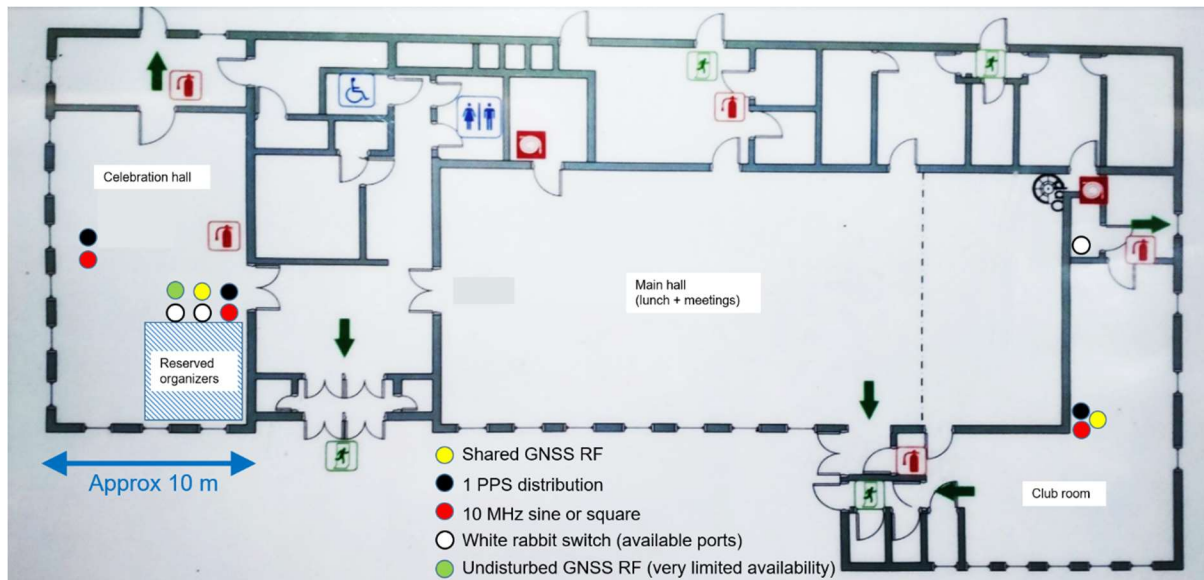 Celebration hall
Main hall
(lunch + meetings)
Reserved
organizers
Approx 10 m
Shared GNSS RF
1 PPS distribution
10 MHz sine or square
White rabbit switch (available ports)
Undisturbed GNSS RF (very limited availability)
Club room